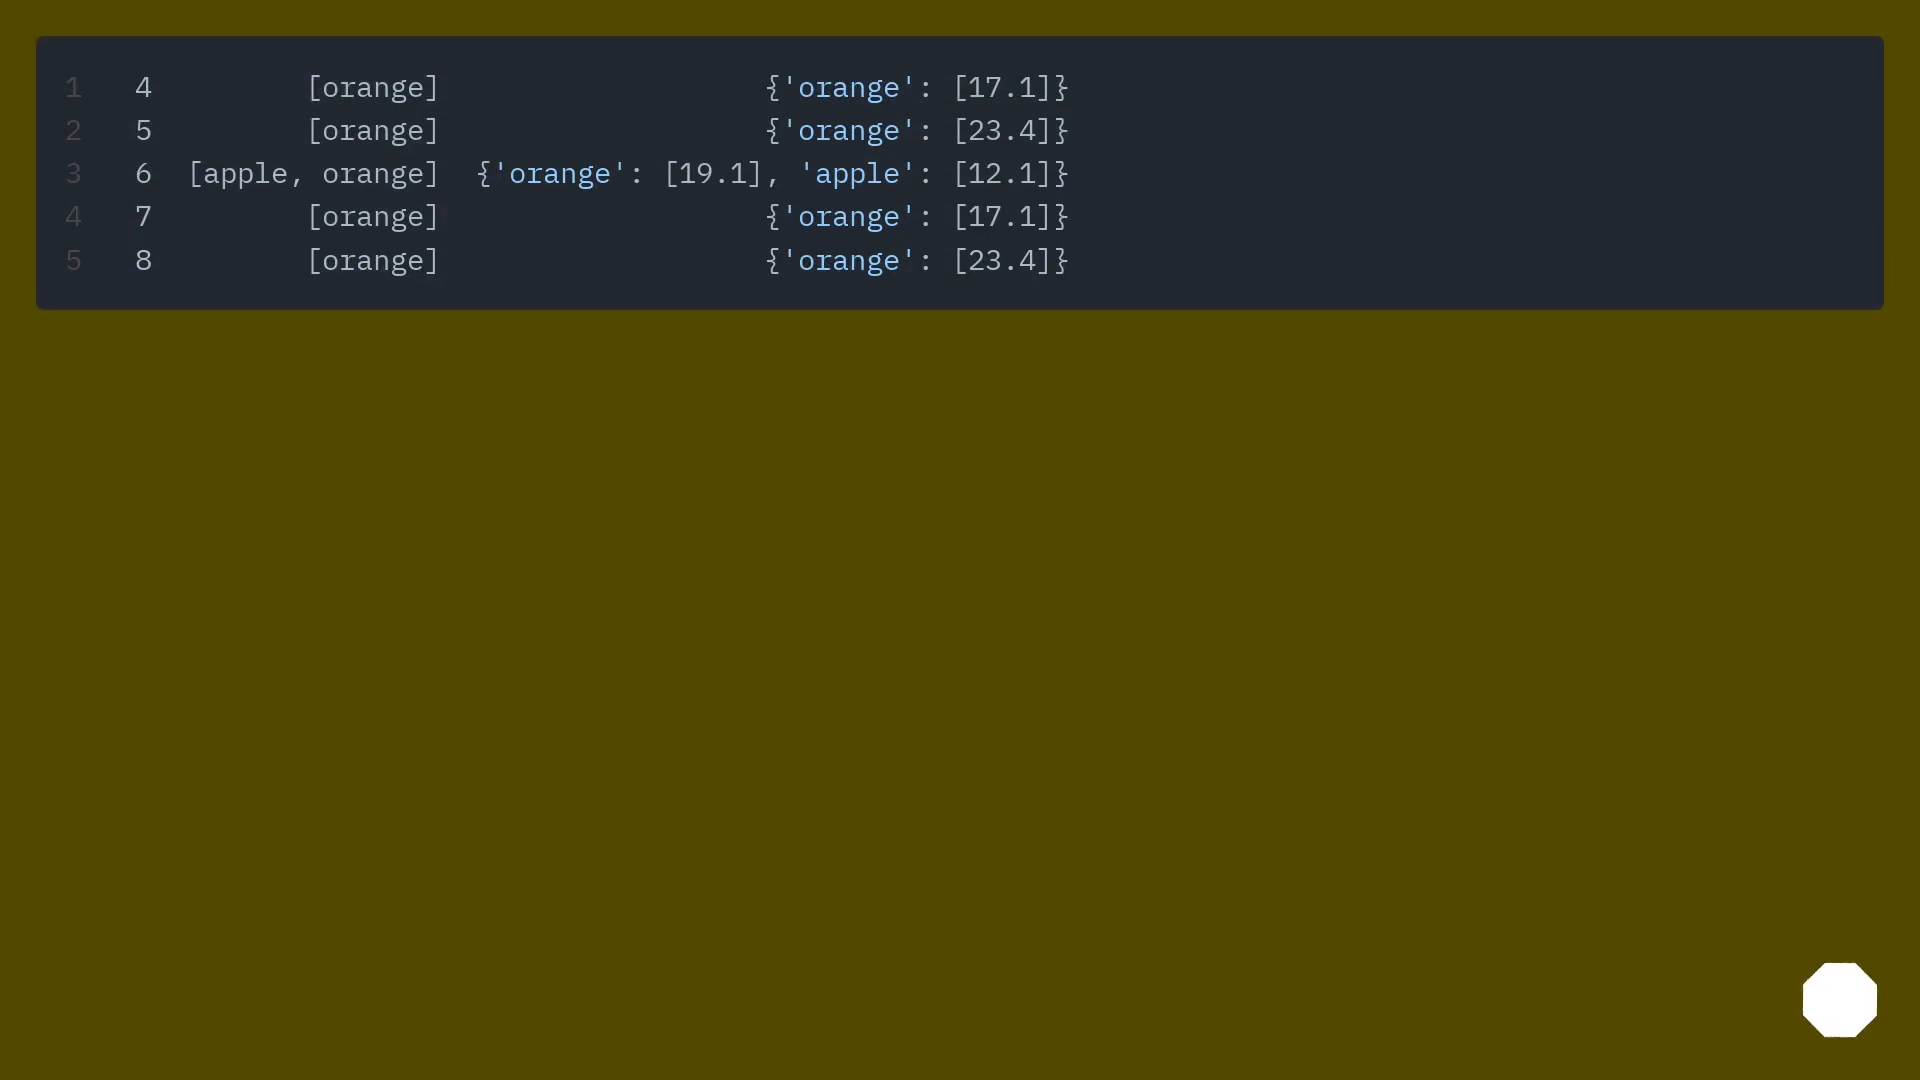 1 4 [orange] {'orange': [17.1]}
2 5 [orange] {'orange': [23.4]}
3 6 [apple, orange] {'orange': [19.1], 'apple': [12.1]}
4 7 [orange] {'orange': [17.1]}
5 8 [orange] {'orange': [23.4]}